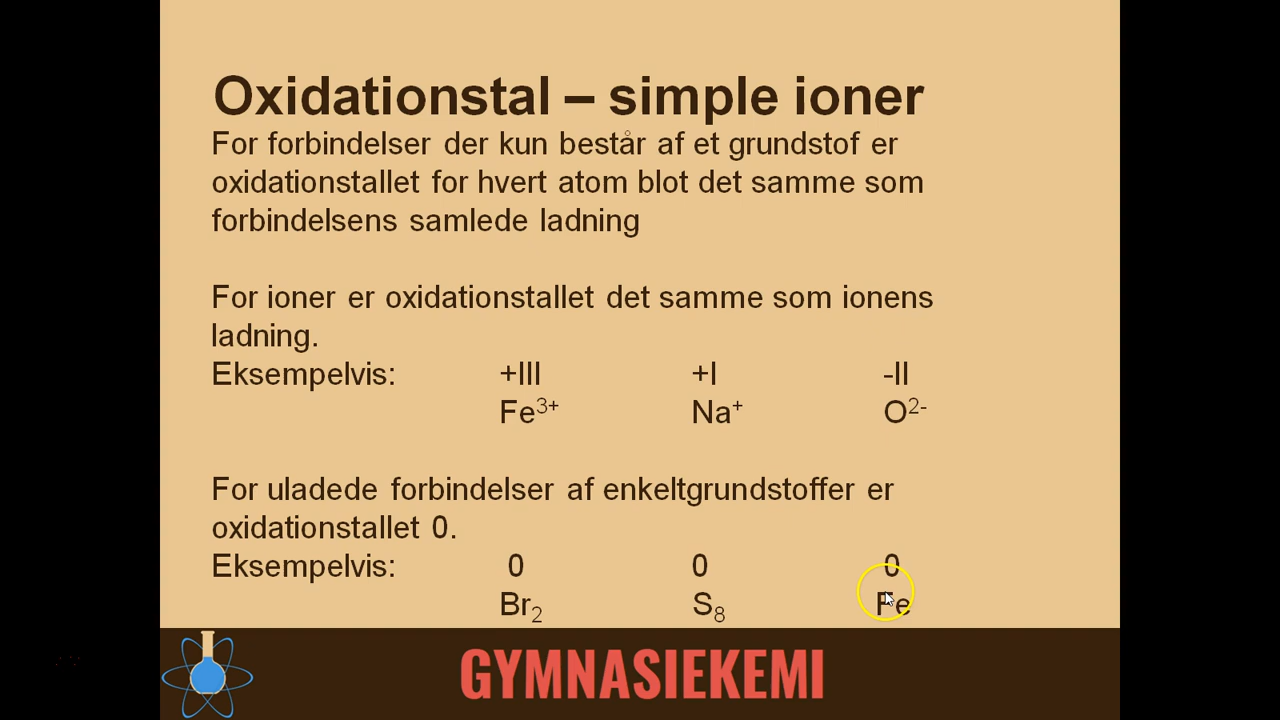 Oxidationstal – simple ioner
For forbindelser der kun består af et grundstof er
oxidationstallet for hvert atom blot det samme som
forbindelsens samlede ladning
For ioner er oxidationstallet det samme som ionens
ladning.
Eksempelvis: +III +I -II
Fe³⁺ Na⁺ O²⁻
For uladede forbindelser af enkeltgrundstoffer er
oxidationstallet 0.
Eksempelvis: 0 0 0
Br₂ S₈ Fe
GYMNASIEKEMI